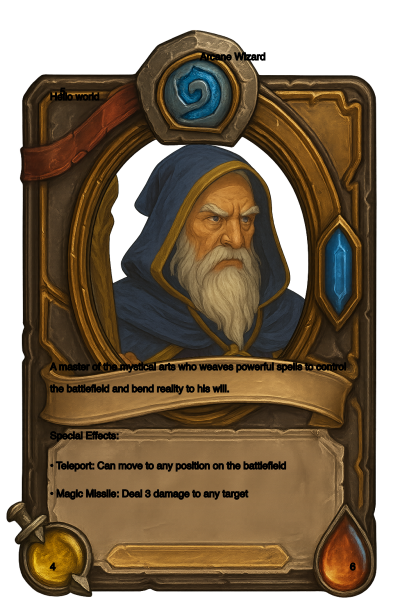 Arcane Wizard
Hello world
A master of the mystical arts who weaves powerful spells to control
the battlefield and bend reality to his will.
Special Effects:
• Teleport: Can move to any position on the battlefield
• Magic Missile: Deal 3 damage to any target
4
6